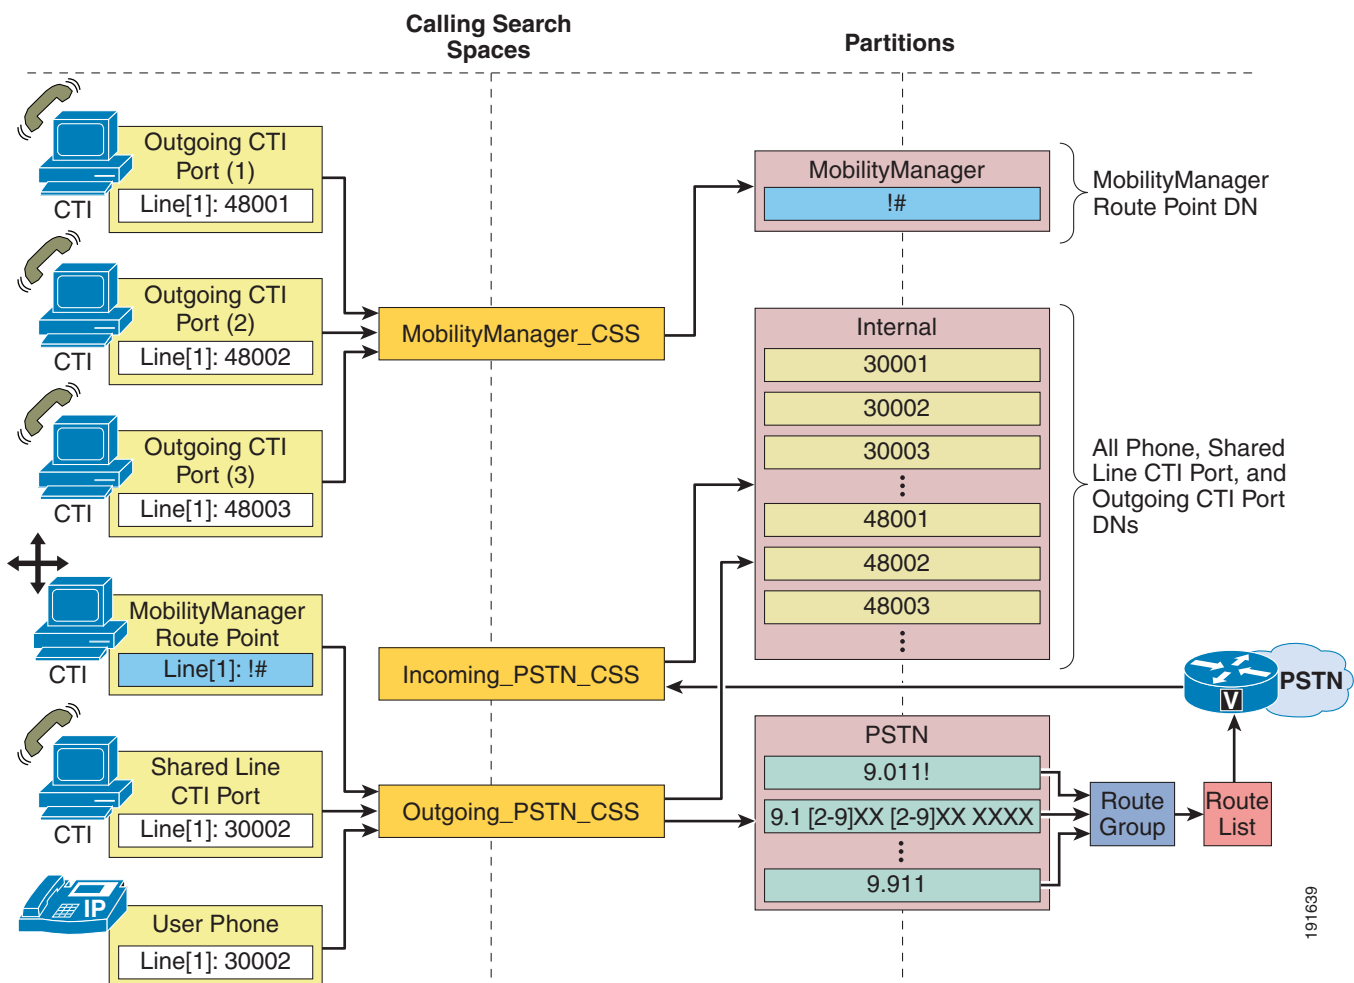 Calling Search
Spaces
Partitions
Outgoing CTI
Port (1)
Line[1]: 48001
CTI
Outgoing CTI
Port (2)
Line[1]: 48002
CTI
Outgoing CTI
Port (3)
Line[1]: 48003
CTI
MobilityManager
Route Point
Line[1]: !#
CTI
Shared Line
CTI Port
Line[1]: 30002
CTI
IP
User Phone
Line[1]: 30002
MobilityManager_CSS
Incoming_PSTN_CSS
Outgoing_PSTN_CSS
MobilityManager
!#
MobilityManager
Route Point DN
Internal
30001
30002
30003
48001
48002
48003
All Phone, Shared
Line CTI Port, and
Outgoing CTI Port
DNs
PSTN
9.011!
9.1 [2-9]XX [2-9]XX XXXX
9.911
Route
Group
Route
List
V
PSTN
191639